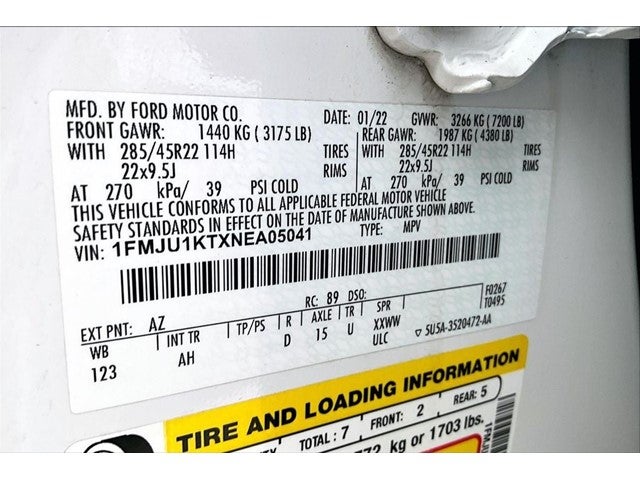 MFD. BY FORD MOTOR CO.
DATE: 01/22 GVWR: 3266 KG (7200 LB)
FRONT GAWR: 1440 KG (3175 LB) REAR GAWR: 1987 KG (4380 LB)
WITH 285/45R22 114H TIRES WITH 285/45R22 114H TIRES
22x9.5J RIMS 22x9.5J RIMS
AT 270 kPa/ 39 PSI COLD AT 270 kPa/ 39 PSI COLD
THIS VEHICLE CONFORMS TO ALL APPLICABLE FEDERAL MOTOR VEHICLE
SAFETY STANDARDS IN EFFECT ON THE DATE OF MANUFACTURE SHOWN ABOVE.
VIN: 1FMJU1KTXNEA05041 TYPE: MPV
F0267
T0495
RC: 89 DSO:
EXT PNT: AZ
WB INT TR TP/PS R AXLE TR SPR
123 AH D 15 U XXWW
ULC ▽ 5U5A-3520472-AA
TIRE AND LOADING INFORMATION
TOTAL : 7 FRONT: 2 REAR: 5
kg or 1703 lbs.